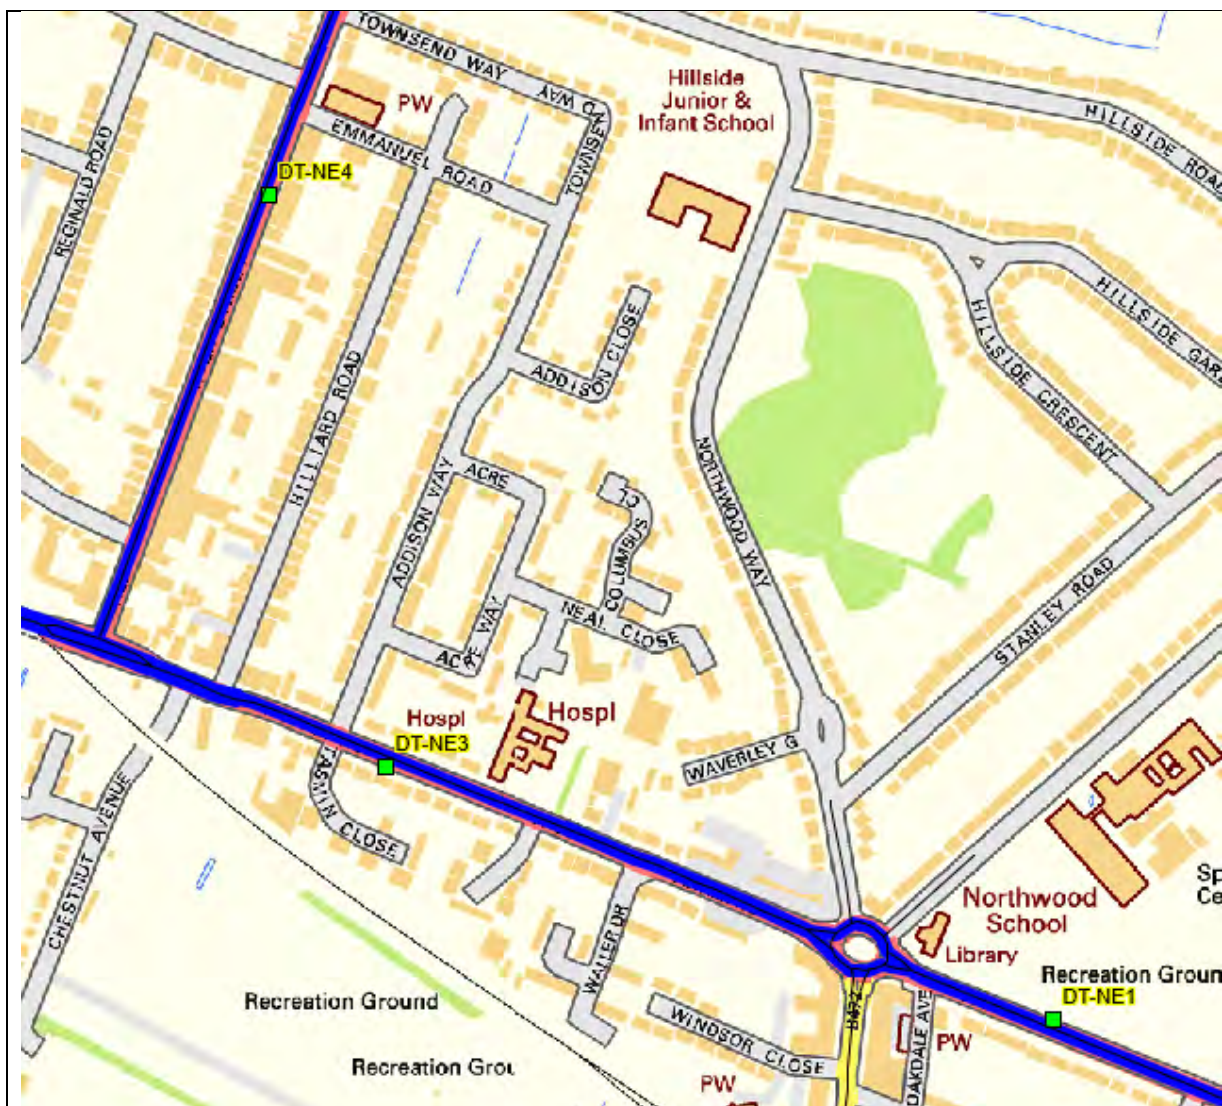 TOWNSEND WAY
TOWNSEND WAY
Hillside
Junior &
Infant School
HILLSIDE ROAD
PW
EMMANUEL ROAD
REGINALD ROAD
DT-NE4
HILLSIDE
HILLSIDE CRESCENT
ADDISON CLOSE
HILLIARD ROAD
NORTHWOOD WAY
ACRE
ADDISON WAY
COLUMBUS CL
STANLEY ROAD
NEAL CLOSE
ACRE WAY
Hospl
Hospl
DT-NE3
WAVERLEY G
CLOSE
CHESTNUT AVENUE
Northwood
School
Library
WALLER DR
Recreation Ground
DT-NE1
Recreation Ground
WINDSOR CLOSE
PW
OAKDALE AVE
Recreation
PW